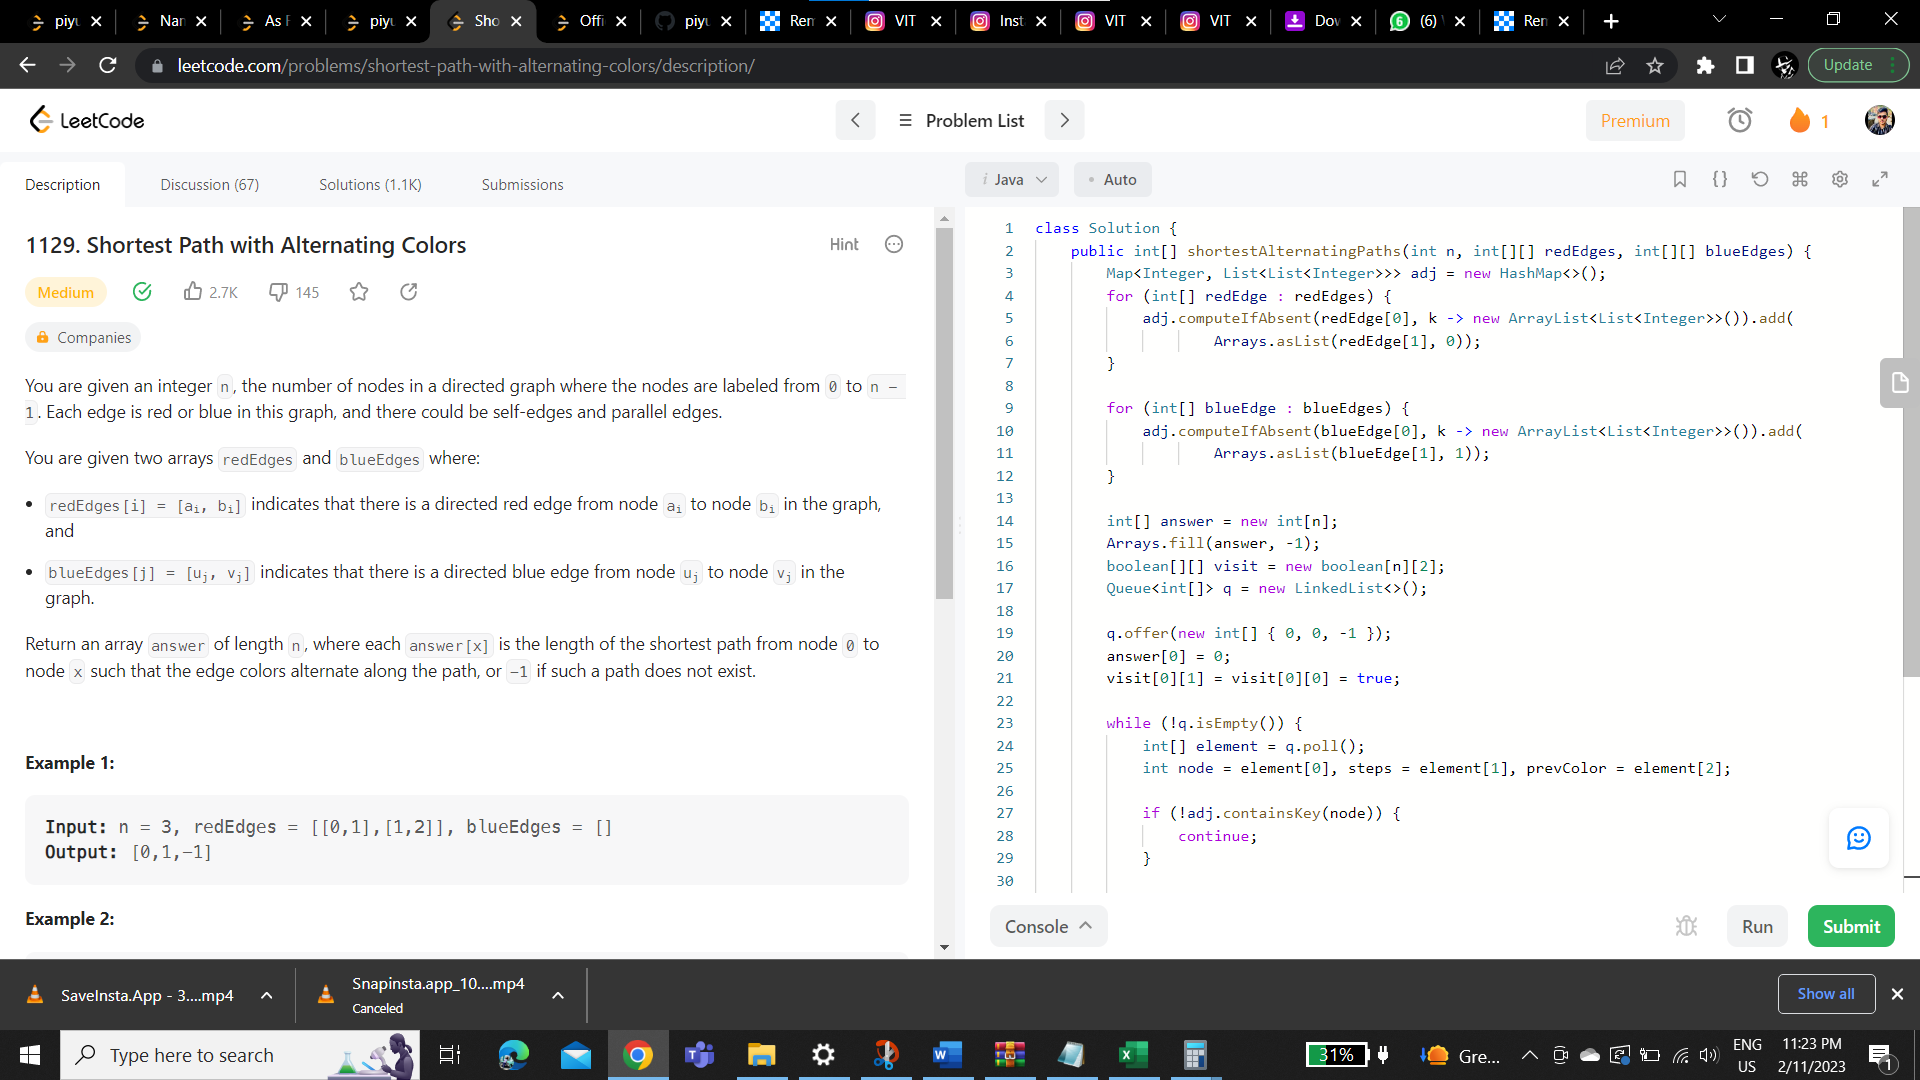 piyu
Nan
As F
piyu
Sho
Offi
piyu
Ren
VIT
Inst
VIT
VIT
Dov
(6)
Ren
leetcode.com/problems/shortest-path-with-alternating-colors/description/
Update
LeetCode
Problem List
Premium
1
Description
Discussion (67)
Solutions (1.1K)
Submissions
i Java
• Auto
{}
1129. Shortest Path with Alternating Colors
Hint
Medium
2.7K
145
Companies
You are given an integer n, the number of nodes in a directed graph where the nodes are labeled from 0 to n -
1. Each edge is red or blue in this graph, and there could be self-edges and parallel edges.
You are given two arrays redEdges and blueEdges where:
• redEdges[i] = [ai, bi] indicates that there is a directed red edge from node ai to node bi in the graph,
and
• blueEdges[j] = [uj, vj] indicates that there is a directed blue edge from node uj to node vj in the
graph.
Return an array answer of length n, where each answer[x] is the length of the shortest path from node 0 to
node x such that the edge colors alternate along the path, or -1 if such a path does not exist.
Example 1:
Input: n = 3, redEdges = [[0,1],[1,2]], blueEdges = []
Output: [0,1,-1]
Example 2:
1 class Solution {
2 public int[] shortestAlternatingPaths(int n, int[][] redEdges, int[][] blueEdges) {
3 Map<Integer, List<List<Integer>>> adj = new HashMap<>();
4 for (int[] redEdge : redEdges) {
5 adj.computeIfAbsent(redEdge[0], k -> new ArrayList<List<Integer>>()).add(
6 Arrays.asList(redEdge[1], 0));
7 }
8
9 for (int[] blueEdge : blueEdges) {
10 adj.computeIfAbsent(blueEdge[0], k -> new ArrayList<List<Integer>>()).add(
11 Arrays.asList(blueEdge[1], 1));
12 }
13
14 int[] answer = new int[n];
15 Arrays.fill(answer, -1);
16 boolean[][] visit = new boolean[n][2];
17 Queue<int[]> q = new LinkedList<>();
18
19 q.offer(new int[] { 0, 0, -1 });
20 answer[0] = 0;
21 visit[0][1] = visit[0][0] = true;
22
23 while (!q.isEmpty()) {
24 int[] element = q.poll();
25 int node = element[0], steps = element[1], prevColor = element[2];
26
27 if (!adj.containsKey(node)) {
28 continue;
29 }
30
Console
Run
Submit
SaveInsta.App - 3....mp4
Snapinsta.app_10....mp4
Canceled
Show all
Type here to search
31%
Gre...
ENG
US
11:23 PM
2/11/2023
1